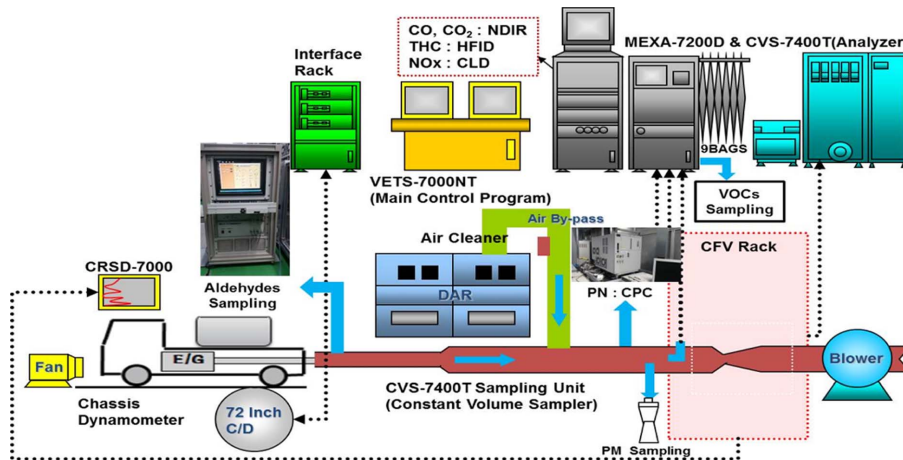 CO, CO₂ : NDIR
THC : HFID
NOx : CLD
MEXA-7200D & CVS-7400T(Analyzer
Interface
Rack
9BAGS
VETS-7000NT
(Main Control Program)
VOCs
Sampling
Air By-pass
Air Cleaner
CFV Rack
CRSD-7000
Aldehydes
Sampling
DAR
PN : CPC
E/G
Fan
Blower
Chassis
Dynamometer
72 Inch
C/D
CVS-7400T Sampling Unit
(Constant Volume Sampler)
PM Sampling